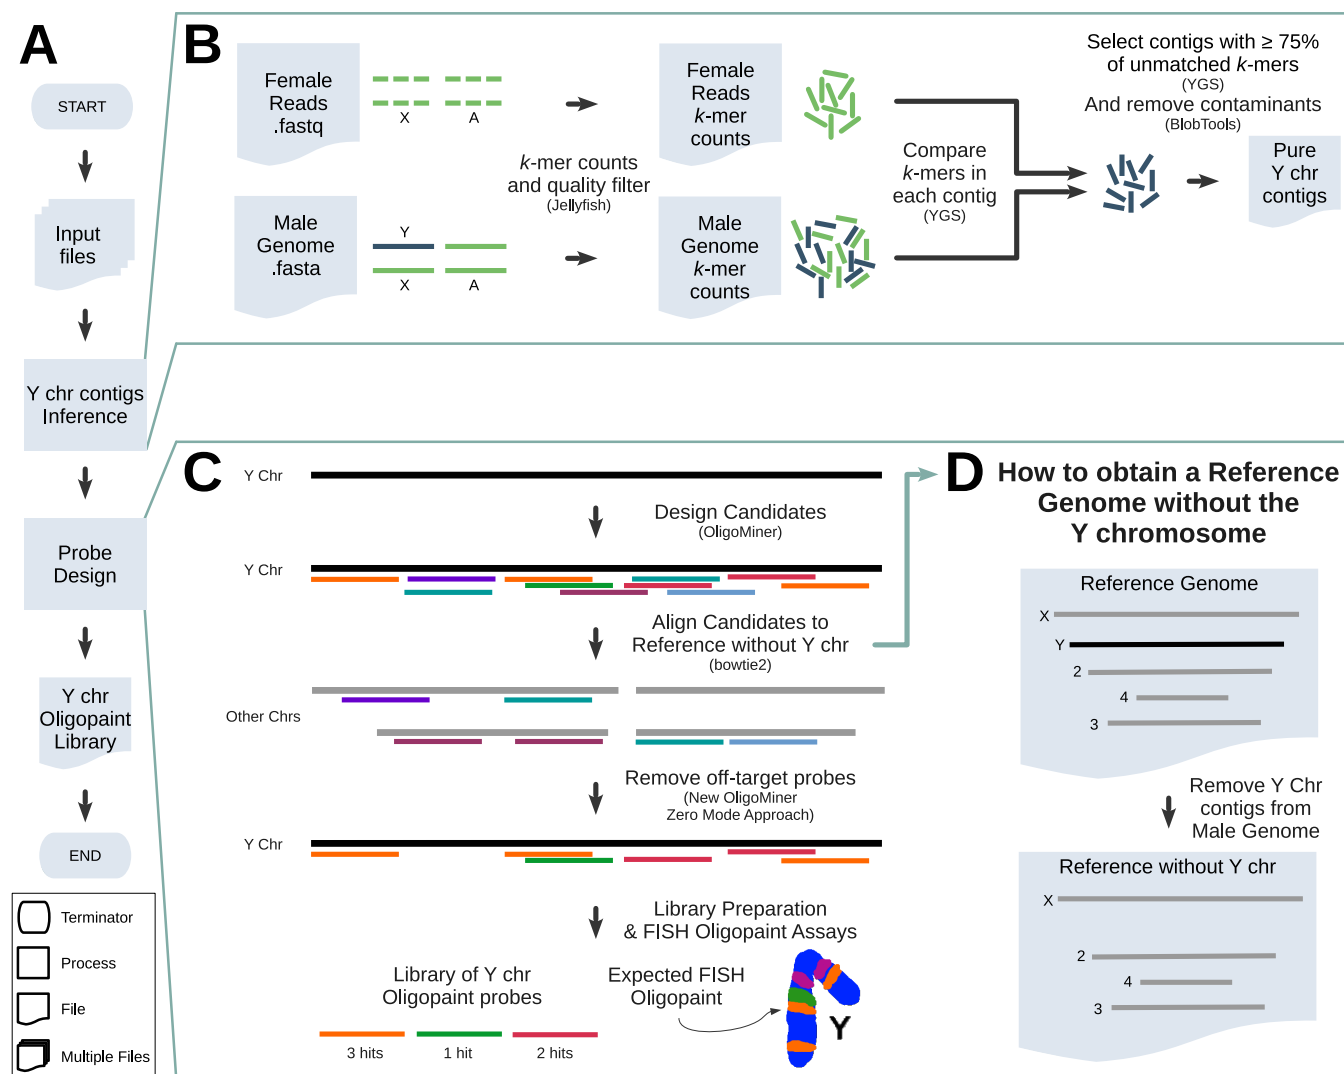 A
START
Input
files
Y chr contigs
Inference
Probe
Design
Y chr
Oligopaint
Library
END
Terminator
Process
File
Multiple Files
B
Female
Reads
.fastq
X A
Male
Genome
.fasta
Y
X A
k-mer counts
and quality filter
(Jellyfish)
Female
Reads
k-mer
counts
Male
Genome
k-mer
counts
Compare
k-mers in
each contig
(YGS)
Select contigs with ≥ 75%
of unmatched k-mers
(YGS)
And remove contaminants
(BlobTools)
Pure
Y chr
contigs
C
Y Chr
Design Candidates
(OligoMiner)
Y Chr
Align Candidates to
Reference without Y chr
(bowtie2)
Other Chrs
Remove off-target probes
(New OligoMiner
Zero Mode Approach)
Y Chr
Library Preparation
& FISH Oligopaint Assays
Library of Y chr
Oligopaint probes
3 hits
1 hit
2 hits
Expected FISH
Oligopaint
Y
D
How to obtain a Reference
Genome without the
Y chromosome
Reference Genome
X
Y
2
4
3
Remove Y Chr
contigs from
Male Genome
Reference without Y chr
X
2
4
3